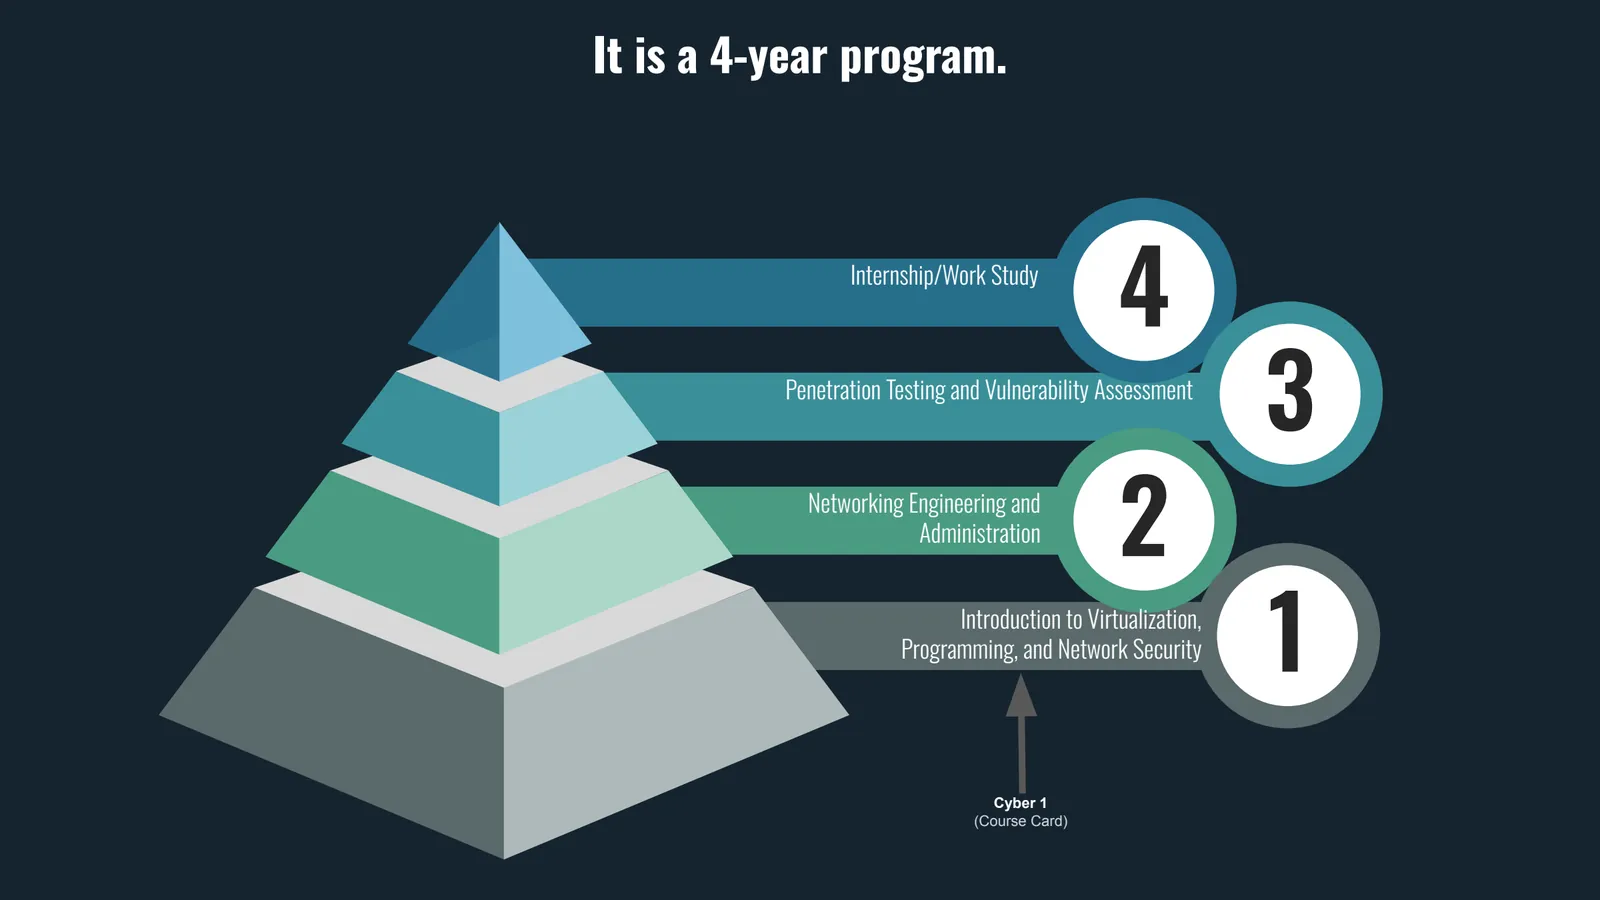 It is a 4-year program.
Internship/Work Study
4
Penetration Testing and Vulnerability Assessment
3
Networking Engineering and
Administration
2
Introduction to Virtualization,
Programming, and Network Security
1
Cyber 1
(Course Card)